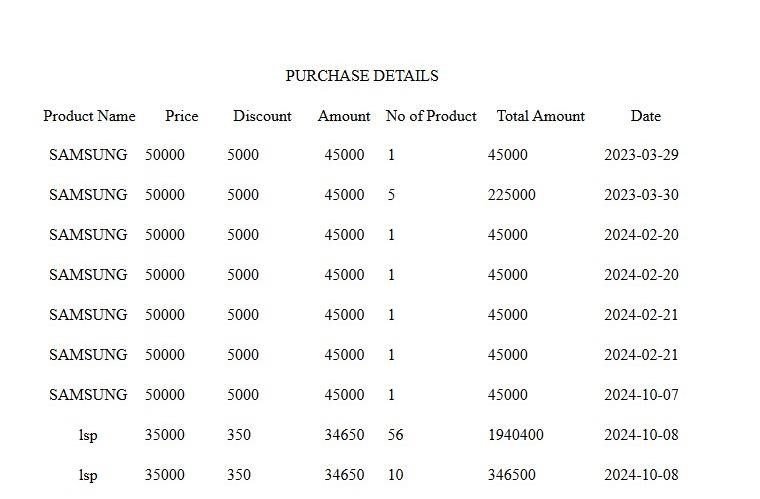 PURCHASE DETAILS
Product Name Price Discount Amount No of Product Total Amount Date
SAMSUNG 50000 5000 45000 1 45000 2023-03-29
SAMSUNG 50000 5000 45000 5 225000 2023-03-30
SAMSUNG 50000 5000 45000 1 45000 2024-02-20
SAMSUNG 50000 5000 45000 1 45000 2024-02-20
SAMSUNG 50000 5000 45000 1 45000 2024-02-21
SAMSUNG 50000 5000 45000 1 45000 2024-02-21
SAMSUNG 50000 5000 45000 1 45000 2024-10-07
lsp 35000 350 34650 56 1940400 2024-10-08
lsp 35000 350 34650 10 346500 2024-10-08